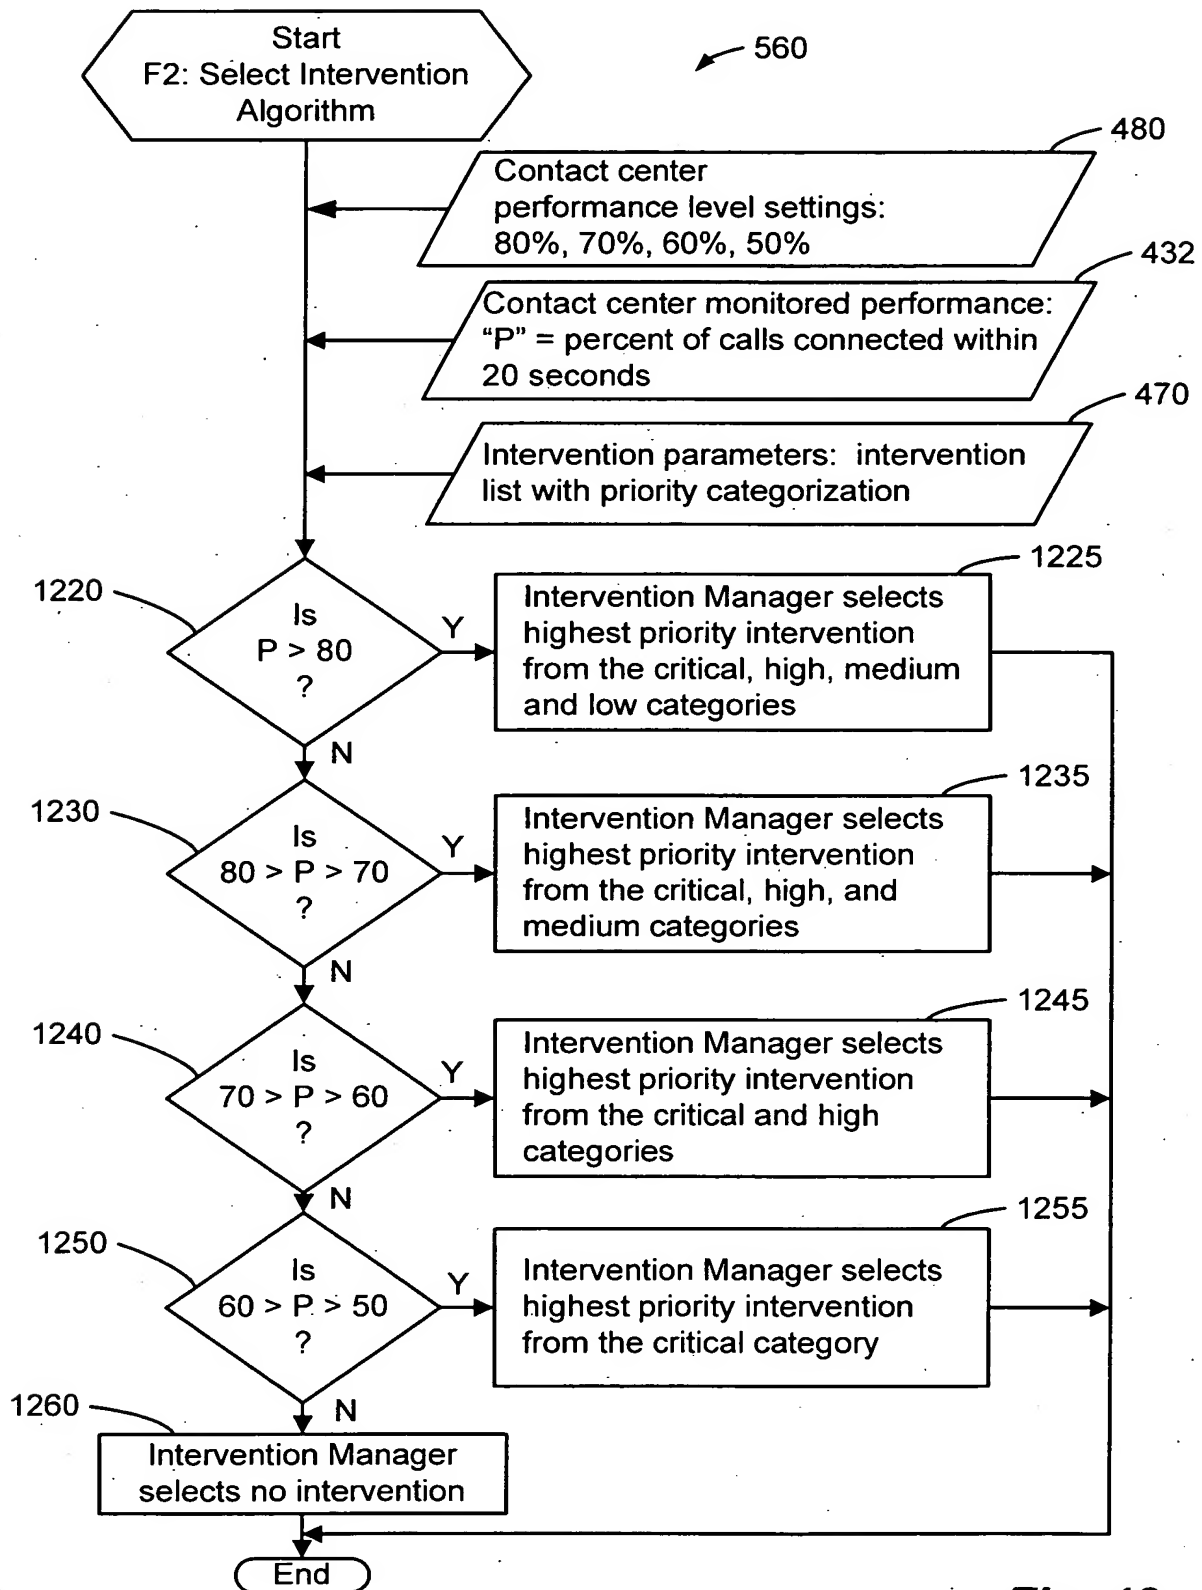 Start
F2: Select Intervention
Algorithm
560
480
Contact center
performance level settings:
80%, 70%, 60%, 50%
432
Contact center monitored performance:
“P” = percent of calls connected within
20 seconds
470
Intervention parameters: intervention
list with priority categorization
1220
Is
P > 80
?
Y
N
1225
Intervention Manager selects
highest priority intervention
from the critical, high, medium
and low categories
1230
Is
80 > P > 70
?
Y
N
1235
Intervention Manager selects
highest priority intervention
from the critical, high, and
medium categories
1240
Is
70 > P > 60
?
Y
N
1245
Intervention Manager selects
highest priority intervention
from the critical and high
categories
1250
Is
60 > P > 50
?
Y
N
1255
Intervention Manager selects
highest priority intervention
from the critical category
1260
Intervention Manager
selects no intervention
End